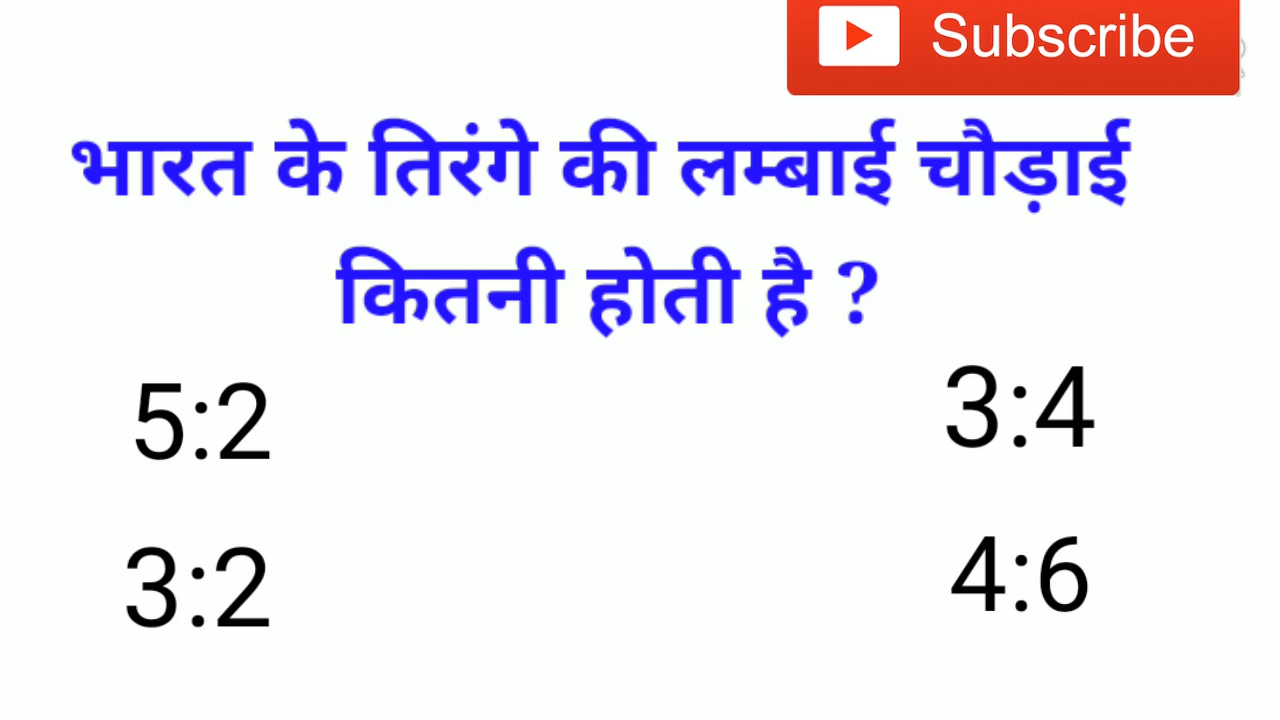 Subscribe
भारत के तिरंगे की लम्बाई चौड़ाई
कितनी होती है ?
5:2
3:4
3:2
4:6